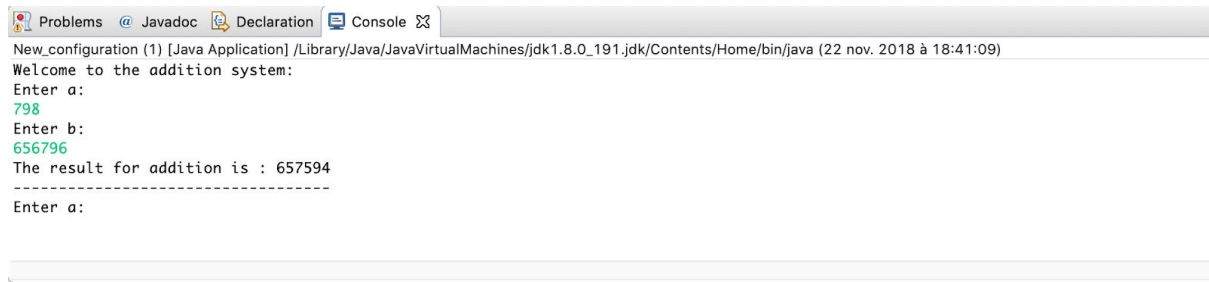 Problems @ Javadoc Declaration Console
New_configuration (1) [Java Application] /Library/Java/JavaVirtualMachines/jdk1.8.0_191.jdk/Contents/Home/bin/java (22 nov. 2018 à 18:41:09)
Welcome to the addition system:
Enter a:
798
Enter b:
656796
The result for addition is : 657594
-----------------------------------
Enter a: